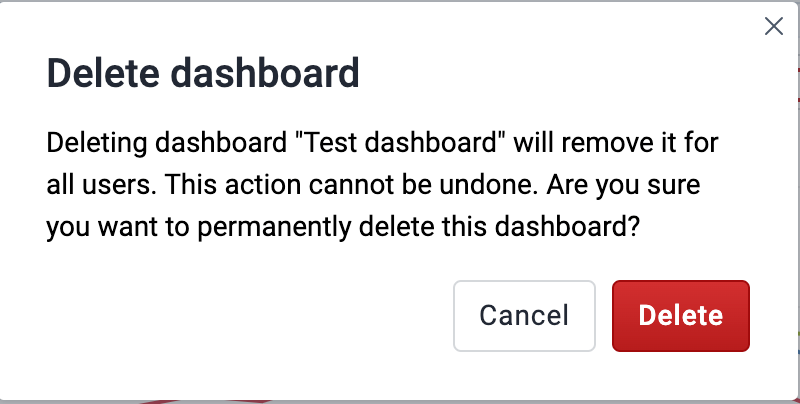 Delete dashboard
Deleting dashboard "Test dashboard" will remove it for
all users. This action cannot be undone. Are you sure
you want to permanently delete this dashboard?
Cancel
Delete